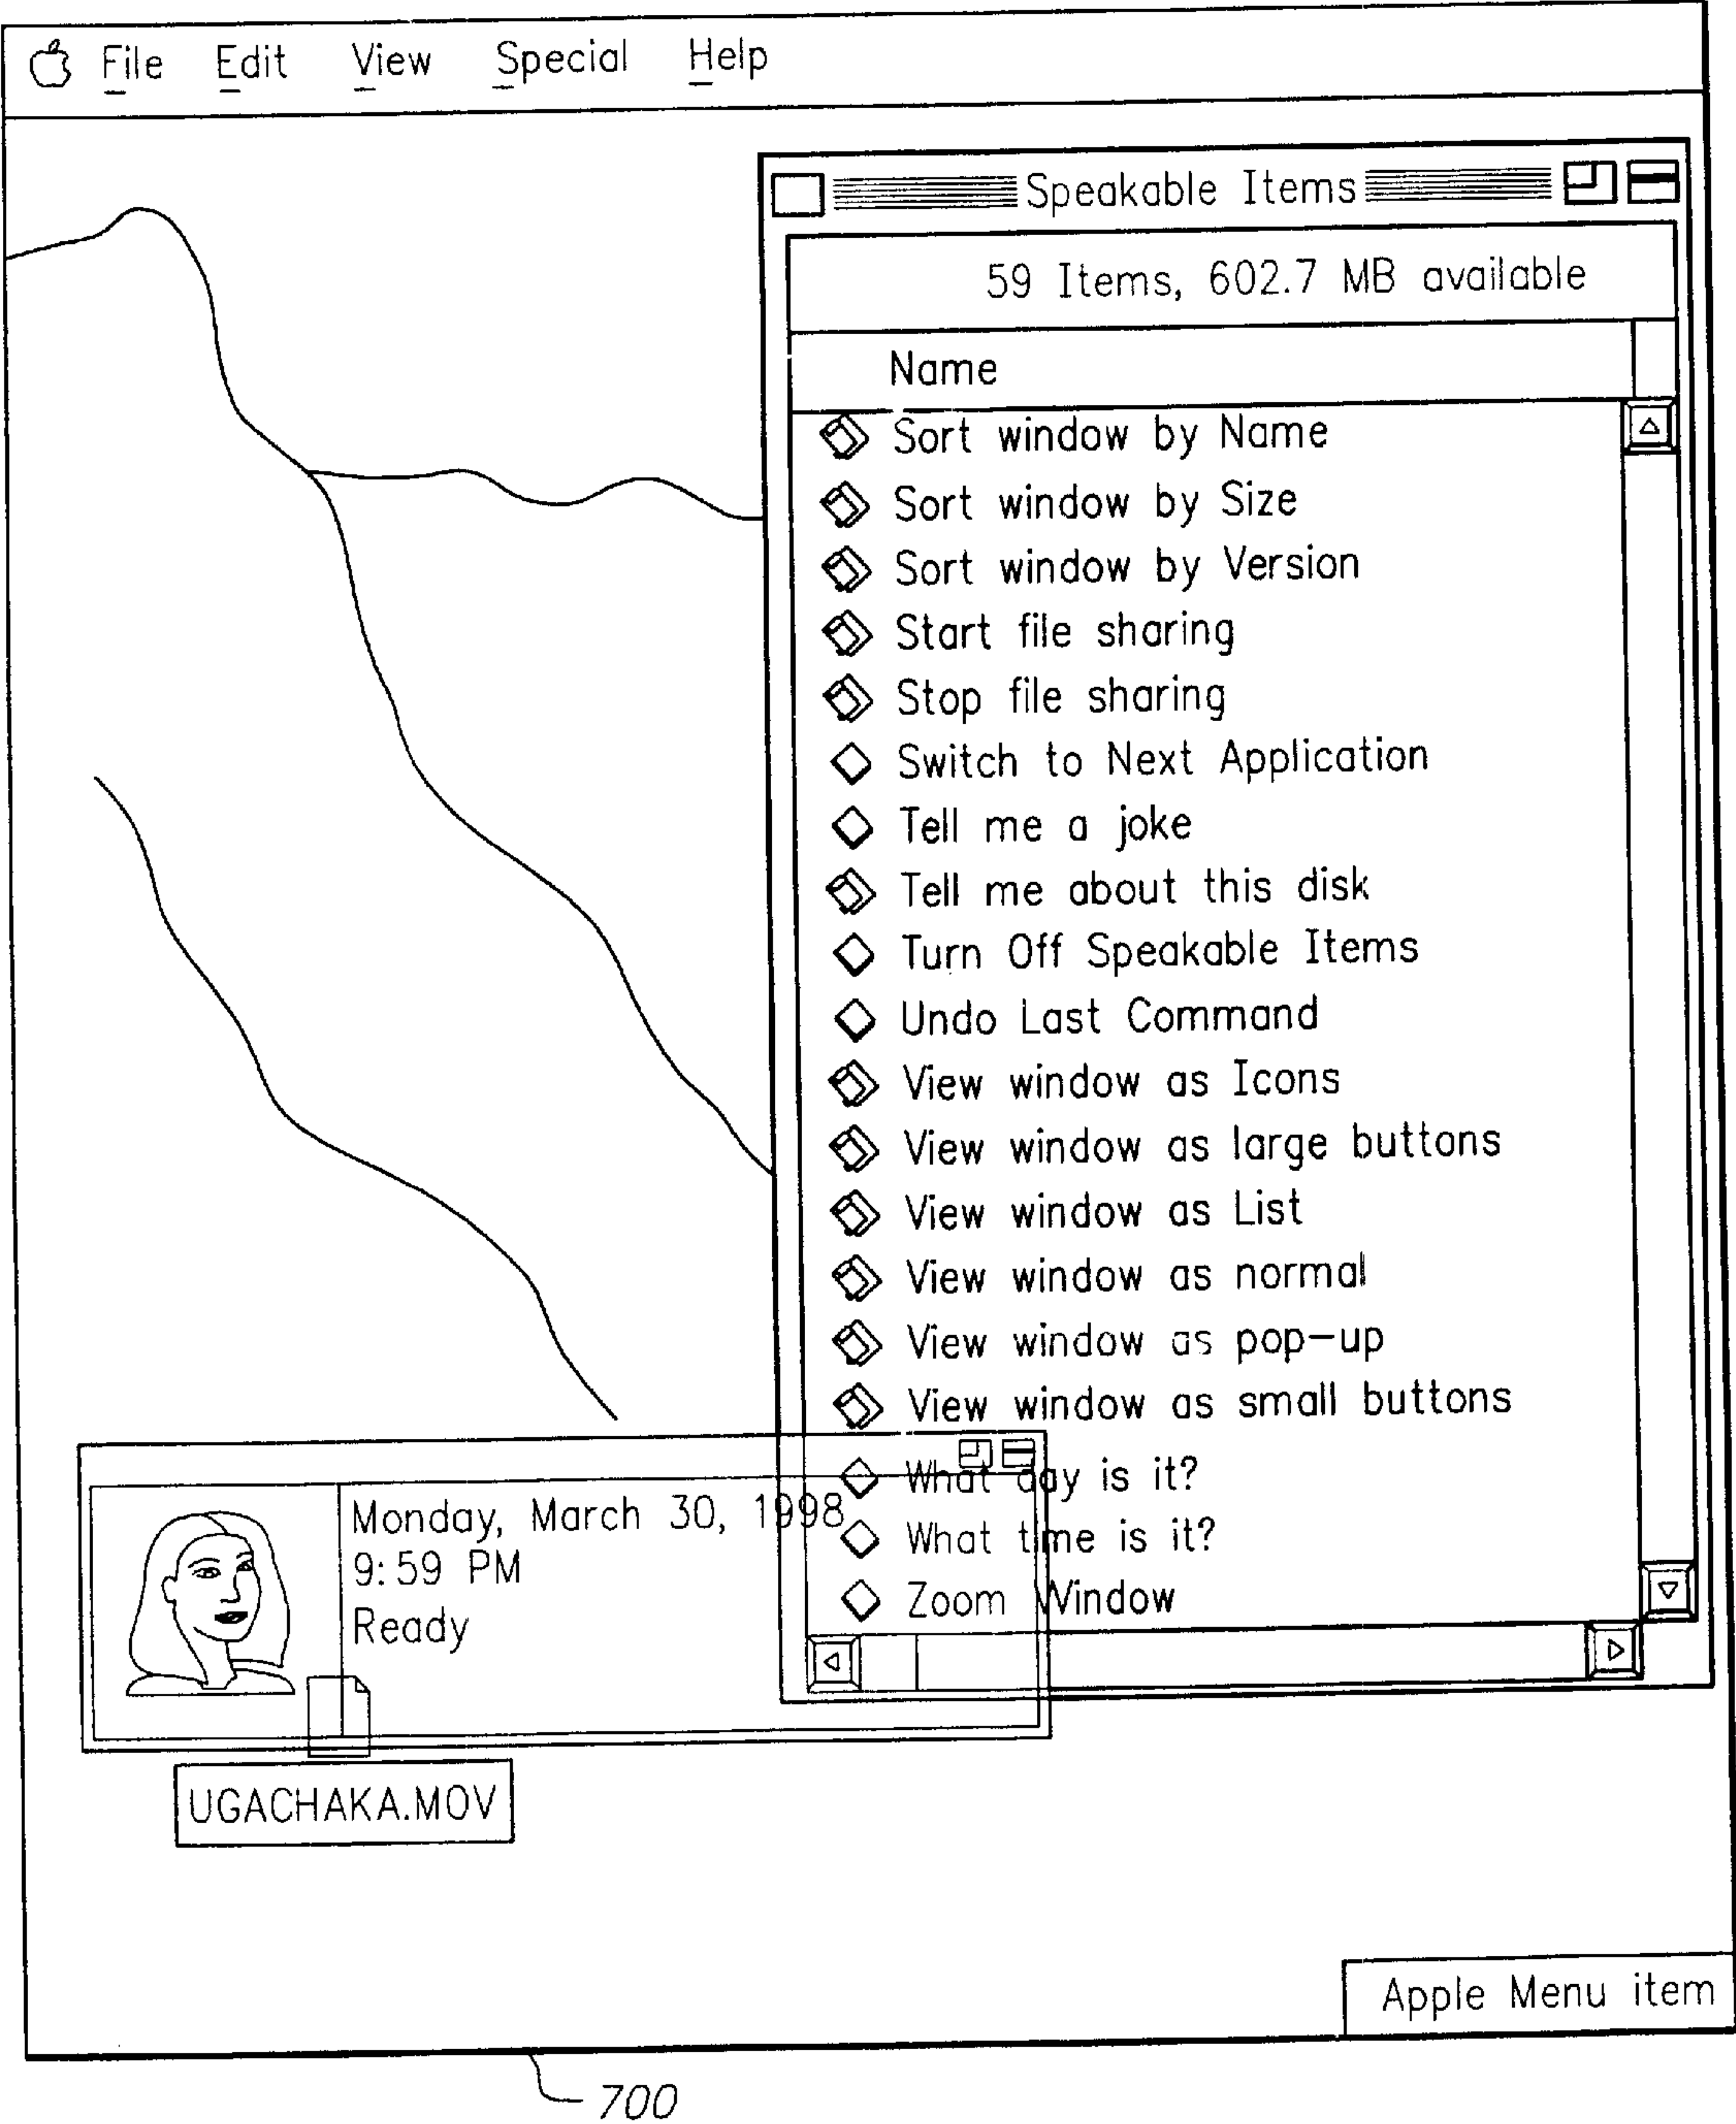 File Edit View Special Help
Speakable Items
59 Items, 602.7 MB available
Name
Sort window by Name
Sort window by Size
Sort window by Version
Start file sharing
Stop file sharing
Switch to Next Application
Tell me a joke
Tell me about this disk
Turn Off Speakable Items
Undo Last Command
View window as Icons
View window as large buttons
View window as List
View window as normal
View window as pop-up
View window as small buttons
What day is it?
What time is it?
Zoom Window
Monday, March 30, 1998
9:59 PM
Ready
UGACHAKA.MOV
Apple Menu item
700